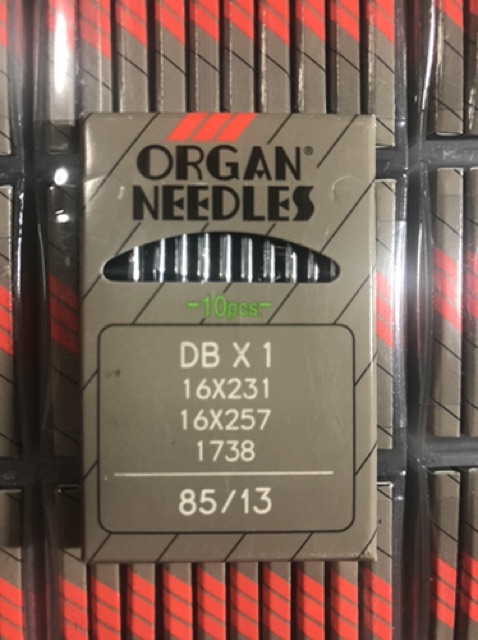 ORGAN®
NEEDLES
-10pcs-
DB X 1
16X231
16X257
1738
85/13